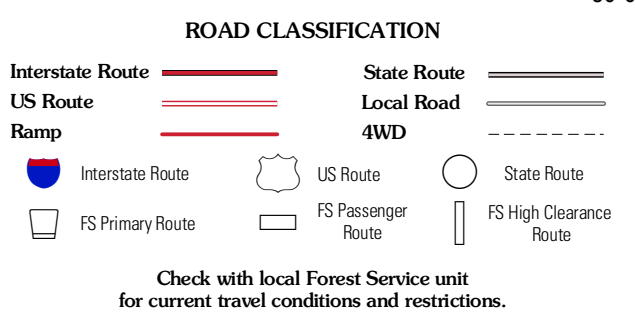 ROAD CLASSIFICATION
Interstate Route
State Route
US Route
Local Road
Ramp
4WD
Interstate Route
US Route
State Route
FS Primary Route
FS Passenger
Route
FS High Clearance
Route
Check with local Forest Service unit
for current travel conditions and restrictions.